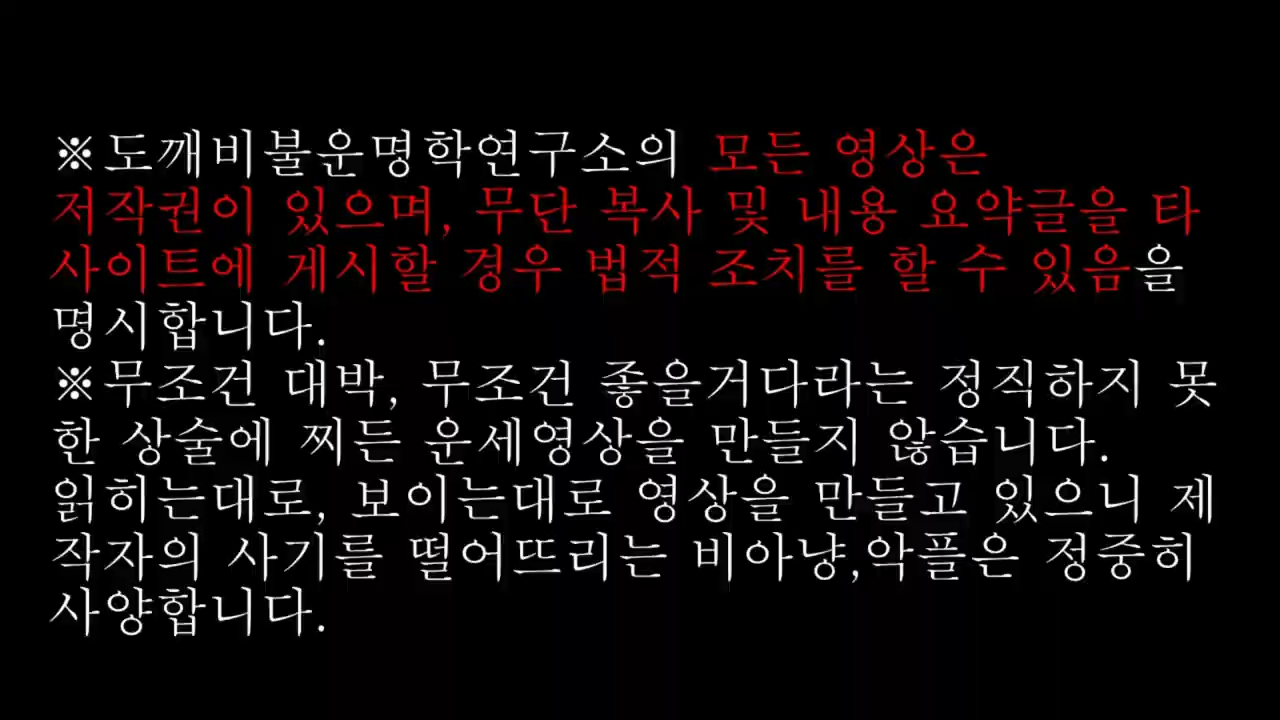 ※도깨비불운명학연구소의 모든 영상은
저작권이 있으며, 무단 복사 및 내용 요약글을 타
사이트에 게시할 경우 법적 조치를 할 수 있음을
명시합니다.
※무조건 대박, 무조건 좋을거다라는 정직하지 못
한 상술에 찌든 운세영상을 만들지 않습니다.
읽히는대로, 보이는대로 영상을 만들고 있으니 제
작자의 사기를 떨어뜨리는 비아냥,악플은 정중히
사양합니다.